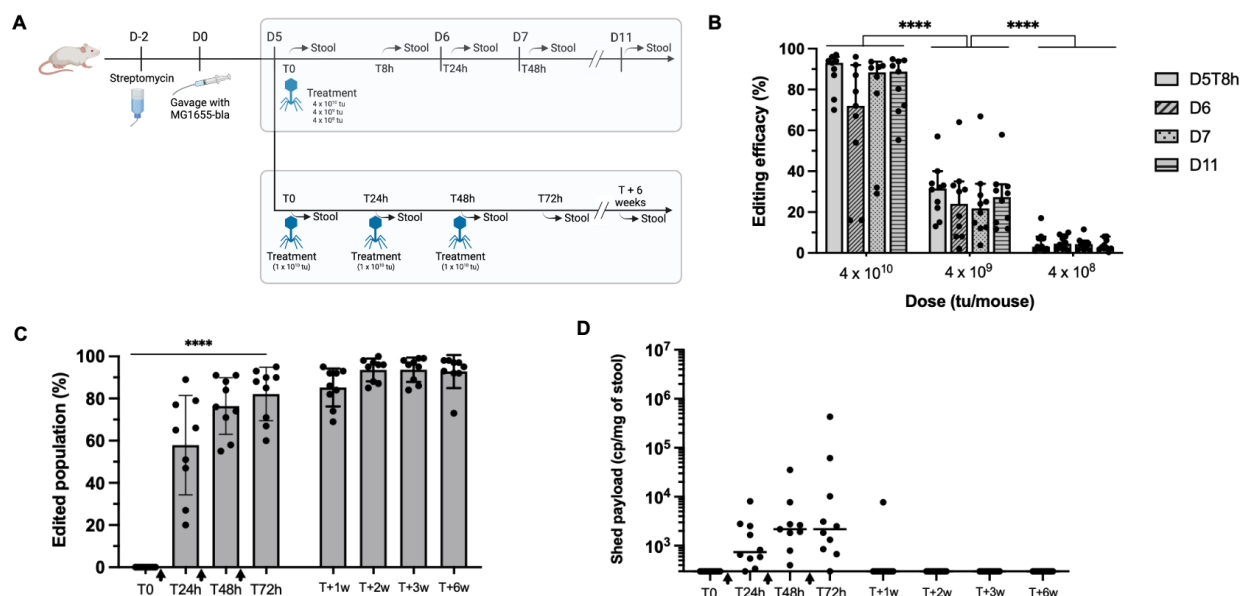 A
D-2
D0
D5
D6
D7
D11
Stool
Stool
Stool
Stool
Stool
Streptomycin
T0
T8h
T24h
T48h
Gavage with
MG1655-bla
Treatment
4 x 10¹⁰ tu
4 x 10⁹ tu
4 x 10⁸ tu
T0
T24h
T48h
T72h
T + 6
weeks
Stool
Stool
Stool
Stool
Stool
Treatment
(1 x 10¹⁰ tu)
Treatment
(1 x 10¹⁰ tu)
Treatment
(1 x 10¹⁰ tu)
B
****
****
Editing efficacy (%)
100
80
60
40
20
0
4 x 10¹⁰
4 x 10⁹
4 x 10⁸
Dose (tu/mouse)
D5T8h
D6
D7
D11
C
****
Edited population (%)
100
80
60
40
20
0
T0
T24h
T48h
T72h
T+1w
T+2w
T+3w
T+6w
D
Shed payload (cp/mg of stool)
10⁷
10⁶
10⁵
10⁴
10³
T0
T24h
T48h
T72h
T+1w
T+2w
T+3w
T+6w